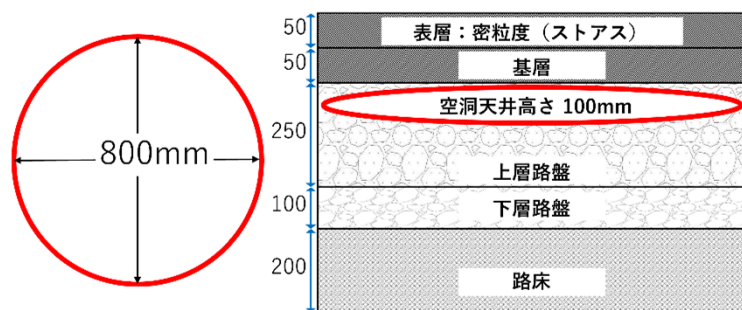 800mm
50
表層：密粒度（ストアス）
50
基層
空洞天井高さ 100mm
250
上層路盤
100
下層路盤
200
路床